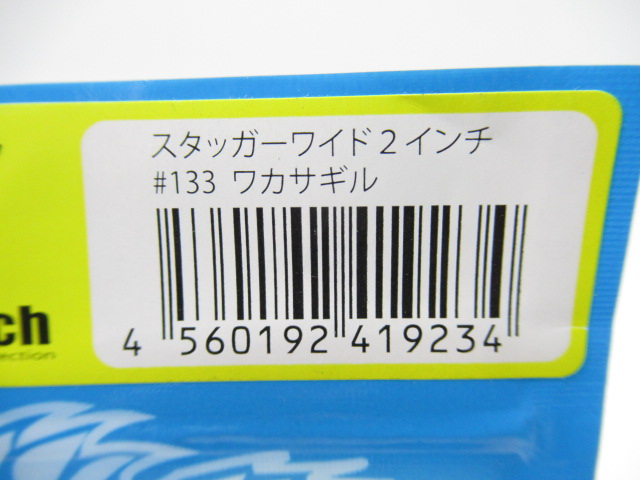 スタッガーワイド2インチ
#133 ワカサギル
4 560192 419234
ch
ection